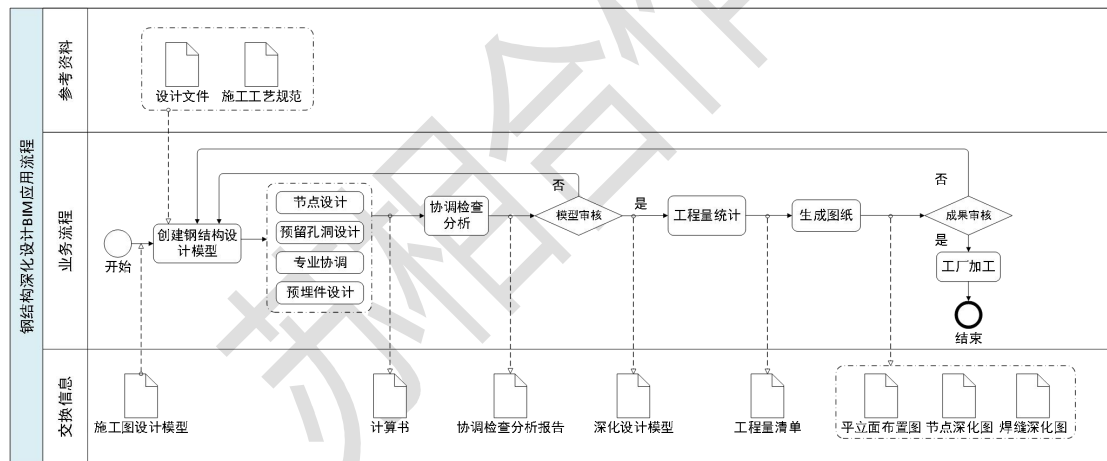 钢结构深化设计BIM应用流程
参考资料
设计文件
施工工艺规范
业务流程
开始
创建钢结构设
计模型
节点设计
预留孔洞设计
专业协调
预埋件设计
协调检查
分析
否
模型审核
是
工程量统计
生成图纸
否
成果审核
是
工厂加工
结束
交换信息
施工图设计模型
计算书
协调检查分析报告
深化设计模型
工程量清单
平立面布置图
节点深化图
焊缝深化图
苏相合作